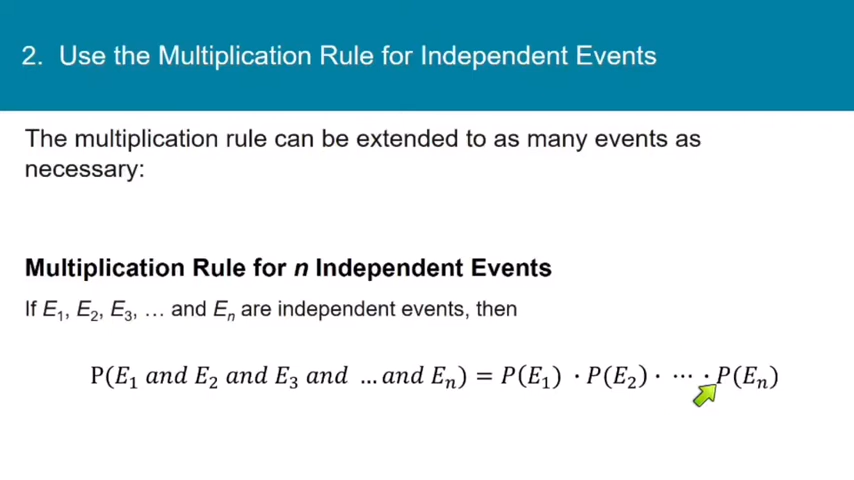 2. Use the Multiplication Rule for Independent Events
The multiplication rule can be extended to as many events as
necessary:
Multiplication Rule for n Independent Events
If E₁, E₂, E₃, … and Eₙ are independent events, then
P(E₁ and E₂ and E₃ and … and Eₙ) = P(E₁) · P(E₂) · ⋯ · P(Eₙ)